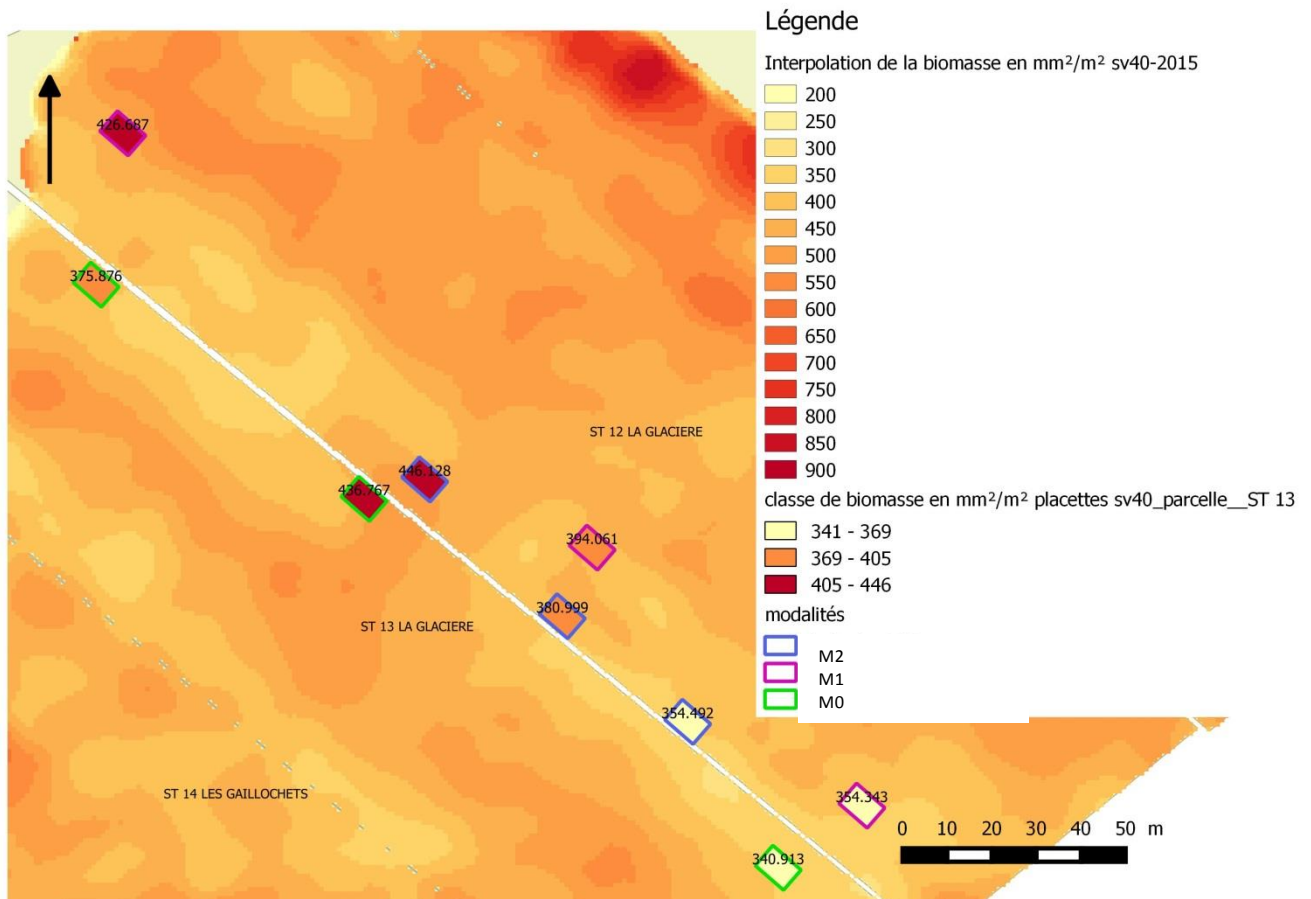 Légende
Interpolation de la biomasse en mm²/m² sv40-2015
200
250
300
350
400
450
500
550
600
650
700
750
800
850
900
classe de biomasse en mm²/m² placettes sv40_parcelle__ST 13
341 - 369
369 - 405
405 - 446
modalités
M2
M1
M0
426.687
375.876
ST 12 LA GLACIERE
446.128
436.767
394.061
380.999
ST 13 LA GLACIERE
354.492
ST 14 LES GAILLOCHETS
354.343
340.913
0 10 20 30 40 50 m